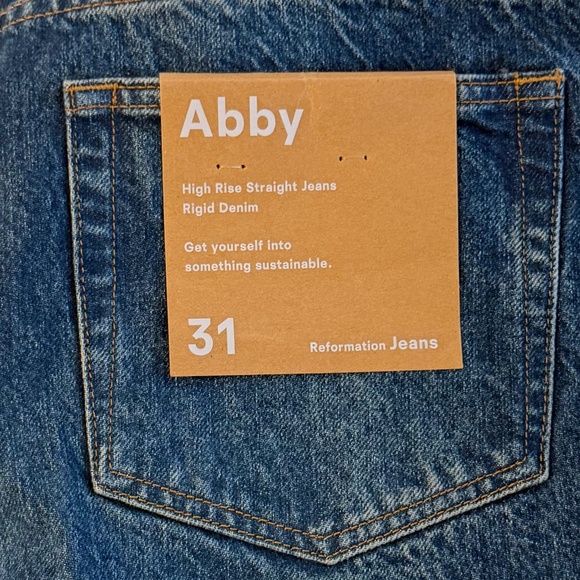 Abby
High Rise Straight Jeans
Rigid Denim
Get yourself into
something sustainable.
31
Reformation Jeans